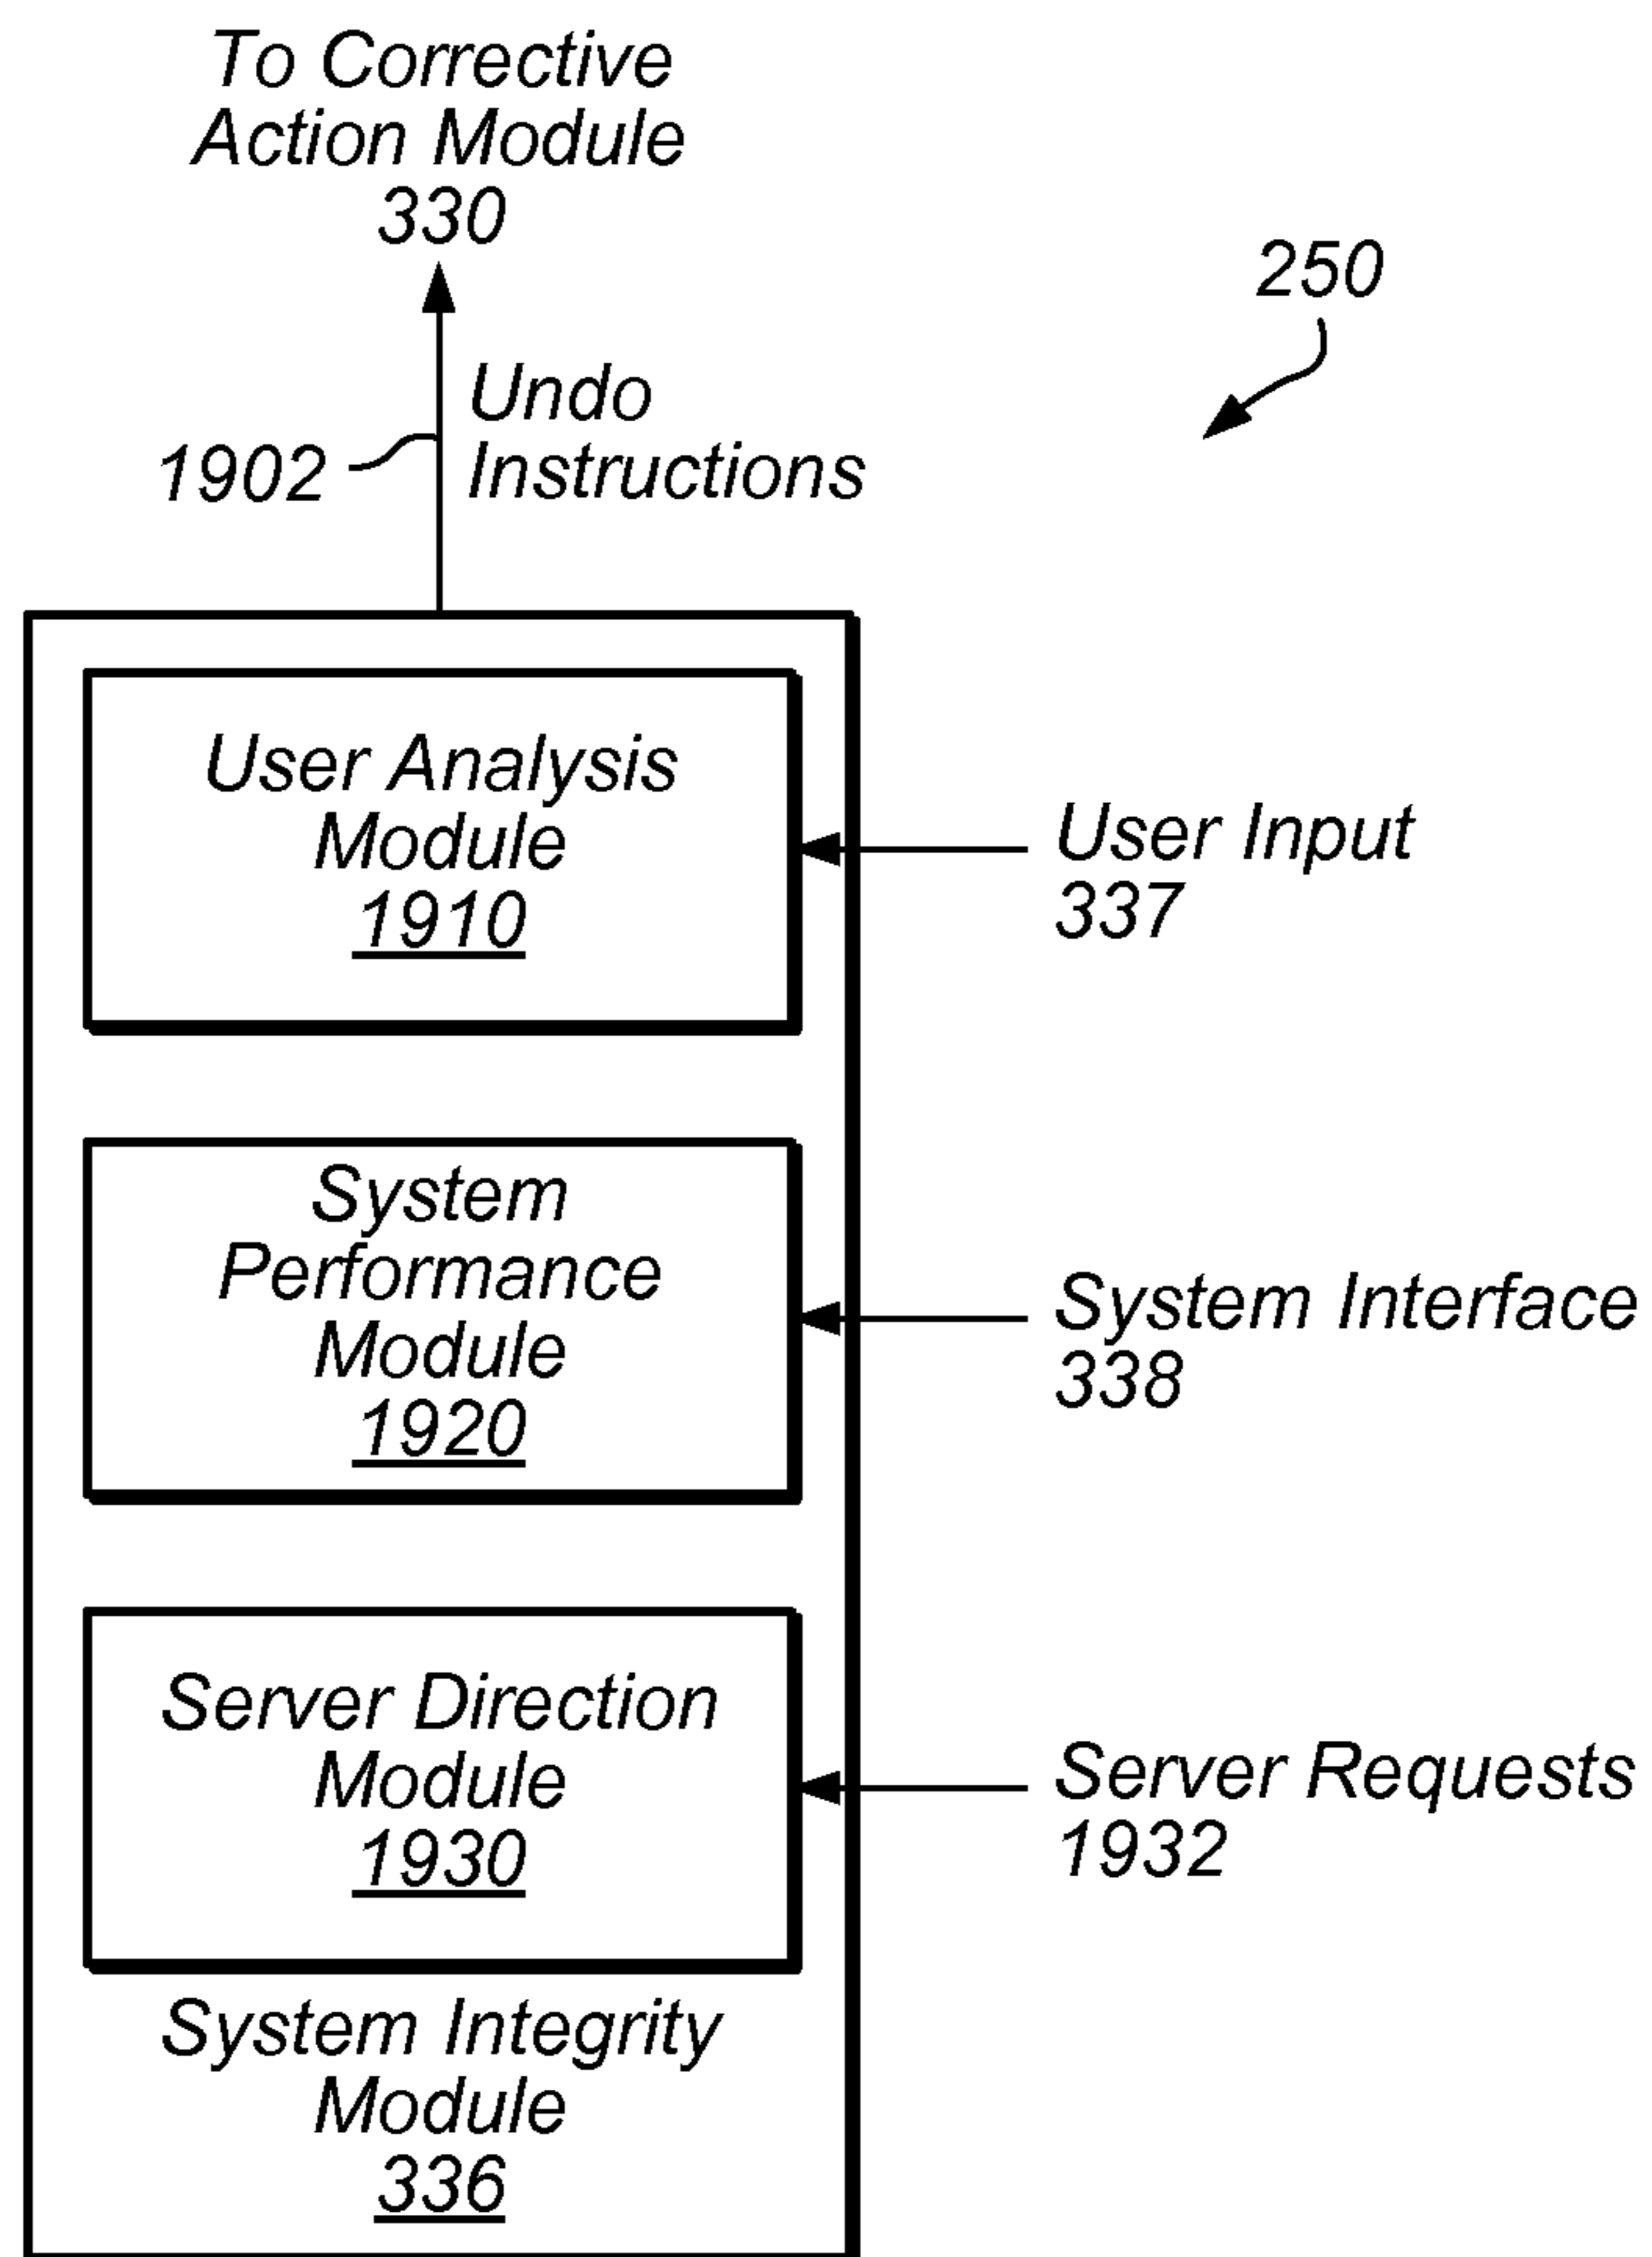 To Corrective
Action Module
330
250
Undo
Instructions
1902
User Analysis
Module
1910
User Input
337
System
Performance
Module
1920
System Interface
338
Server Direction
Module
1930
Server Requests
1932
System Integrity
Module
336